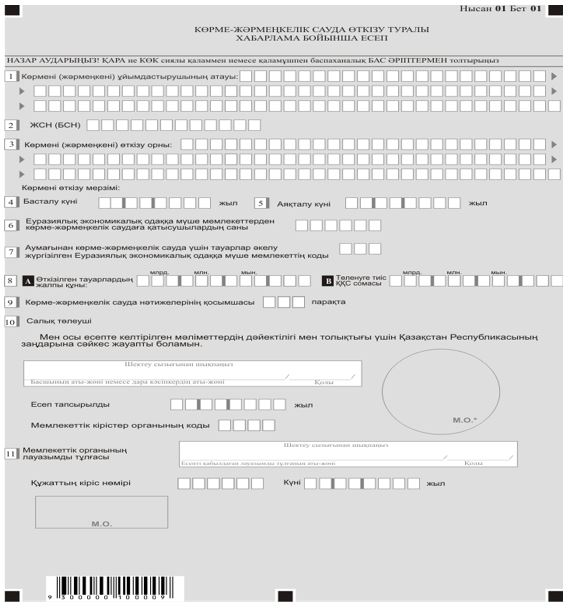 Нысан 01 Бет 01
КӨРМЕ-ЖӘРМЕҢКЕЛІК САУДА ӨТКІЗУ ТУРАЛЫ
ХАБАРЛАМА БОЙЫНША ЕСЕП
НАЗАР АУДАРЫҢЫЗ! ҚАРА не КӨК сиялы қаламмен немесе қаламұшпен баспаханалық БАС ӘРІПТЕРМЕН толтырыңыз
1 Көрмені (жәрмеңкені) ұйымдастырушының атауы:
2 ЖСН (БСН)
3 Көрмені (жәрмеңкені) өткізу орны:
Көрмені өткізу мерзімі:
4 Басталу күні жыл 5 Аяқталу күні жыл
6 Еуразиялық экономикалық одаққа мүше мемлекеттерден
көрме-жәрмеңкелік саудаға қатысушылардың саны
7 Аумағынан көрме-жәрмеңкелік сауда үшін тауарлар әкелу
жүргізілген Еуразиялық экономикалық одаққа мүше мемлекеттің коды
млрд. млн. мың. млрд. млн. мың.
8 A Өткізілген тауарлардың B Төленуге тиіс
жалпы құны: ҚҚС сомасы
9 Көрме-жәрмеңкелік сауда нәтижелерінің қосымшасы парақта
10 Салық төлеуші
Мен осы есепте келтірілген мәліметтердің дәйектілігі мен толықтығы үшін Қазақстан Республикасының
заңдарына сәйкес жауапты боламын.
Шектеу сызығынан шықпаңыз
Басшының аты-жөні немесе дара кәсіпкердің аты-жөні / Қолы /
Есеп тапсырылды жыл
М.О.*
Мемлекеттік кірістер органының коды
11 Мемлекеттік органының
лауазымды тұлғасы
Шектеу сызығынан шықпаңыз
Есепті қабылдаған лауазымды тұлғаның аты-жөні / Қолы /
Құжаттың кіріс нөмірі Күні жыл
М.О.
9 300000 100009